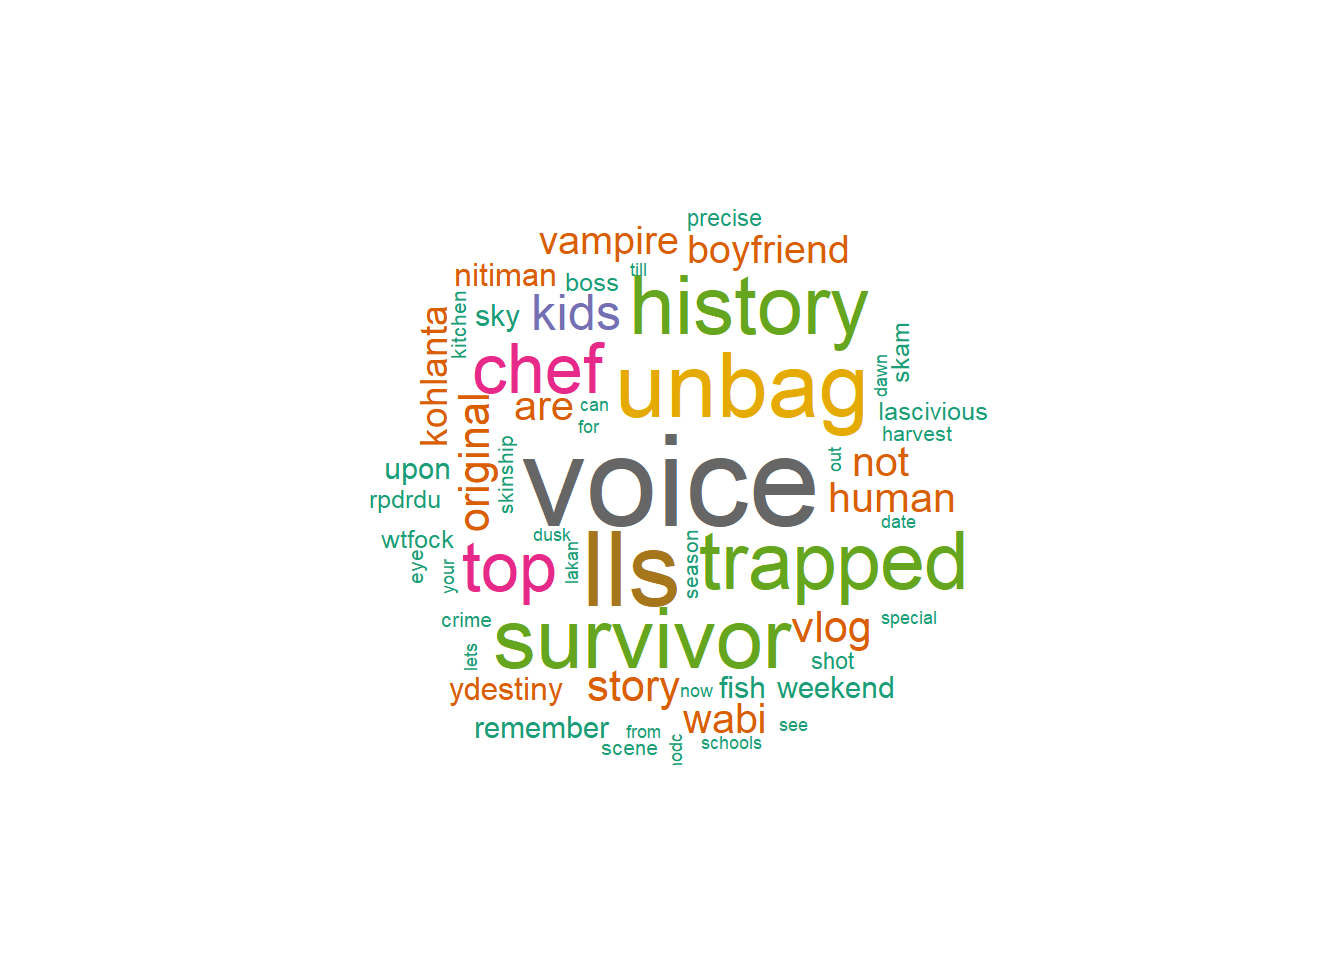 precise
vampire
boyfriend
nitiman
boss
till
history
kids
sky
kitchen
kohlanta
chef
unbag
dawn
skam
original
are
can
for
lascivious
harvest
upon
skinship
voice
out
not
rpdrdu
human
date
wtfock
eye
your
top
dusk
lakan
lls
season
trapped
crime
lets
survivor
vlog
special
shot
ydestiny
story
now
fish
weekend
remember
from
scene
wabi
schools
see